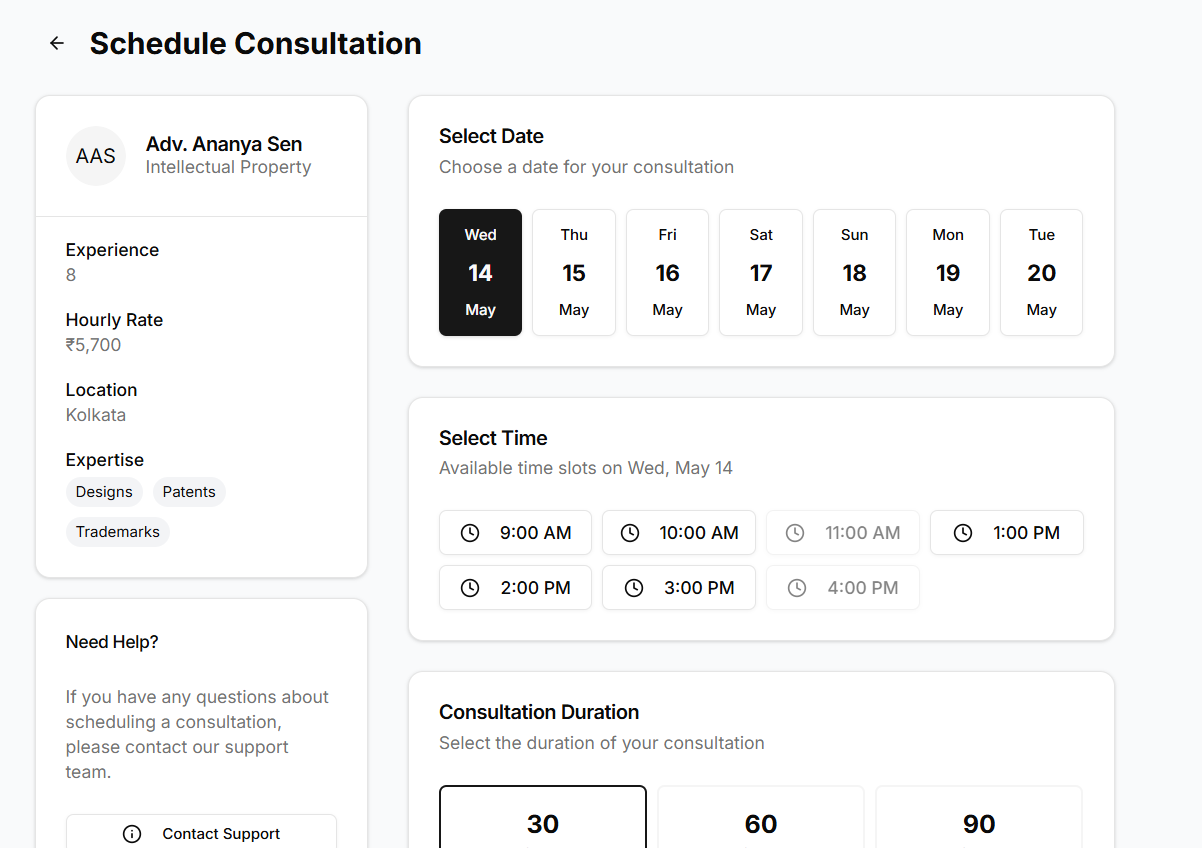 Schedule Consultation
AAS
Adv. Ananya Sen
Intellectual Property
Experience
8
Hourly Rate
₹5,700
Location
Kolkata
Expertise
Designs Patents
Trademarks
Need Help?
If you have any questions about
scheduling a consultation,
please contact our support
team.
Contact Support
Select Date
Choose a date for your consultation
Wed Thu Fri Sat Sun Mon Tue
14 15 16 17 18 19 20
May May May May May May May
Select Time
Available time slots on Wed, May 14
9:00 AM 10:00 AM 11:00 AM 1:00 PM
2:00 PM 3:00 PM 4:00 PM
Consultation Duration
Select the duration of your consultation
30 60 90